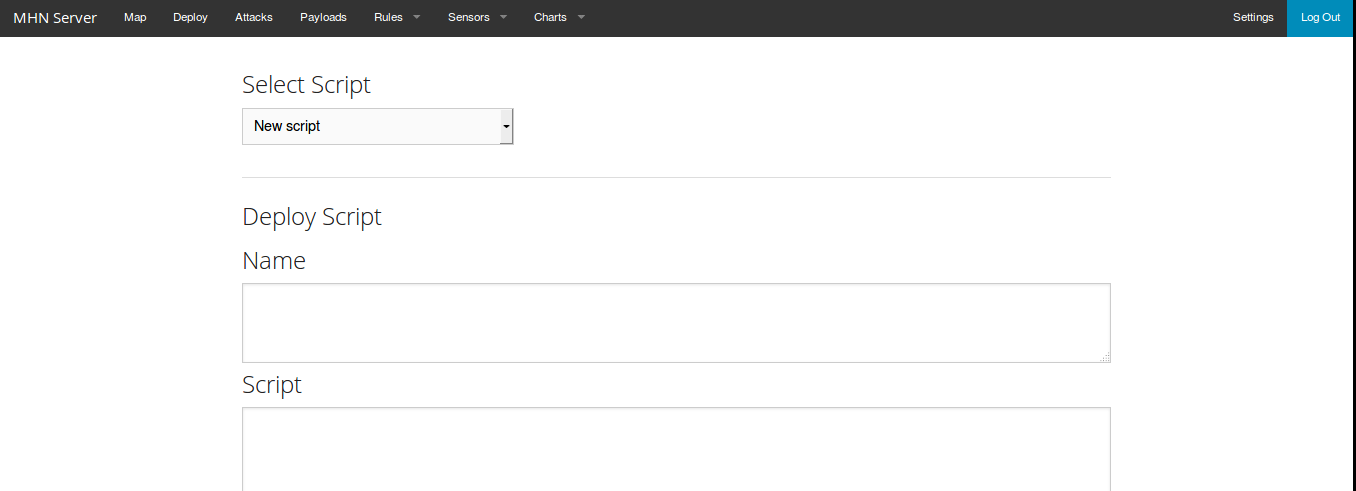 MHN Server Map Deploy Attacks Payloads Rules Sensors Charts Settings Log Out
Select Script
New script
Deploy Script
Name
Script